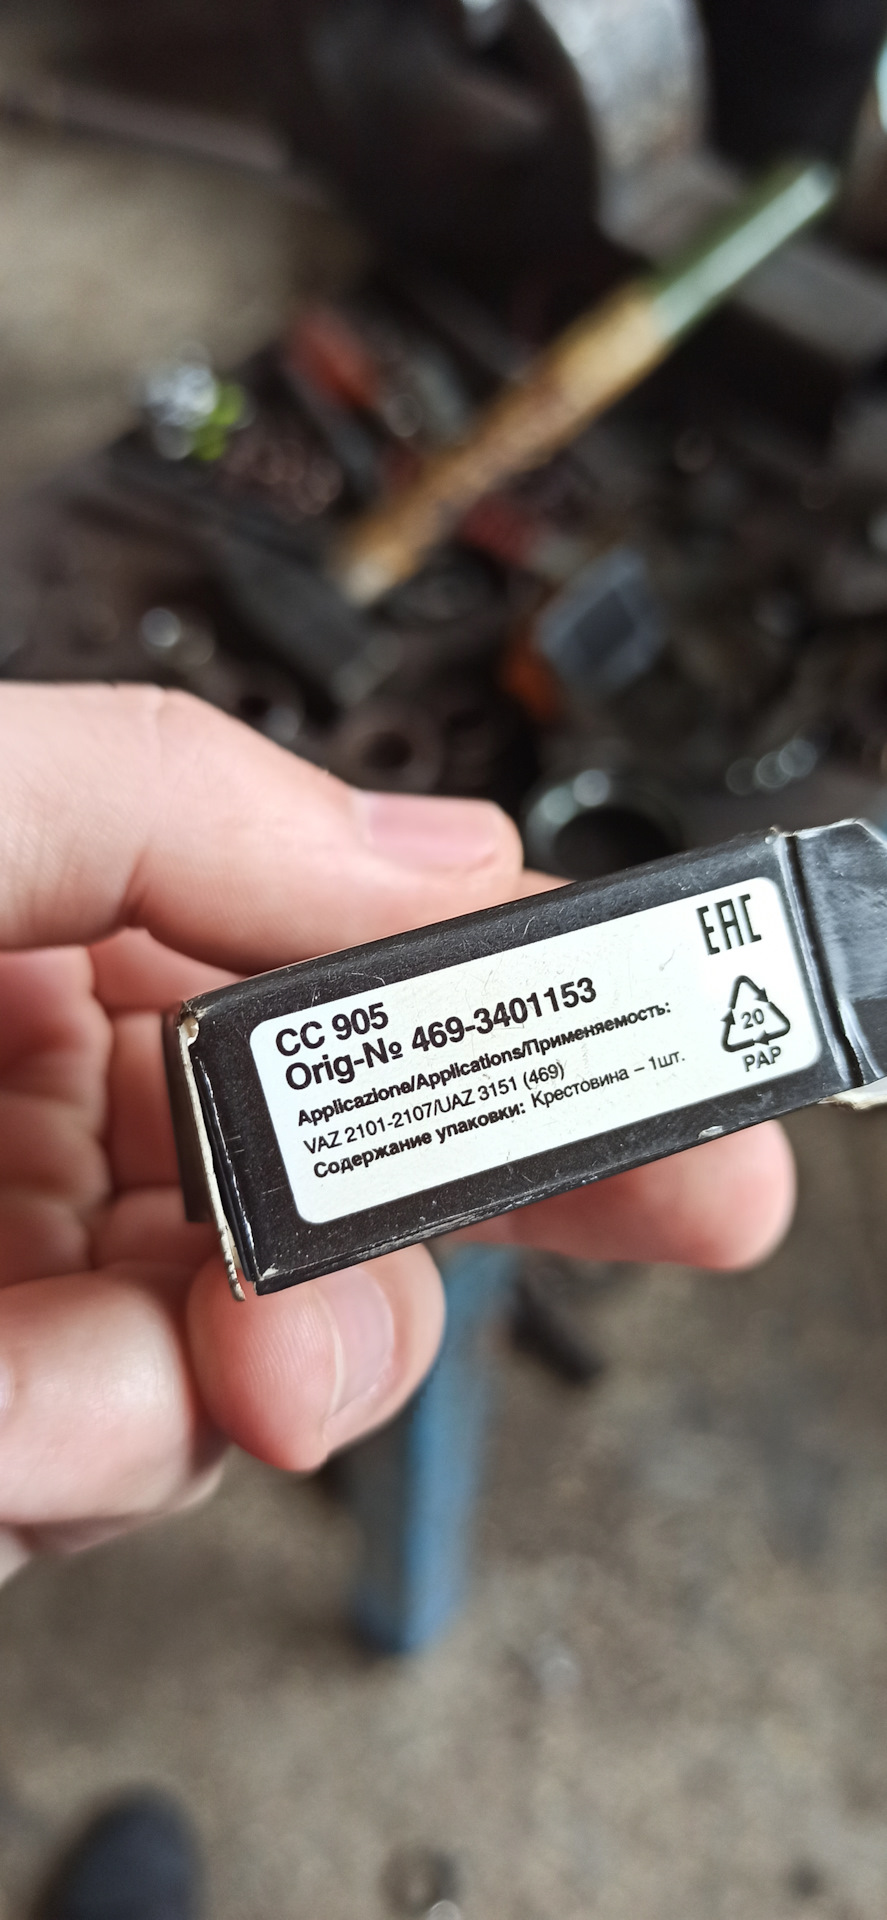 EAC
CC 905
Orig-№ 469-3401153
Applicazione/Applications/Применяемость:
VAZ 2101-2107/UAZ 3151 (469)
Содержание упаковки: Крестовина – 1шт.
20
PAP